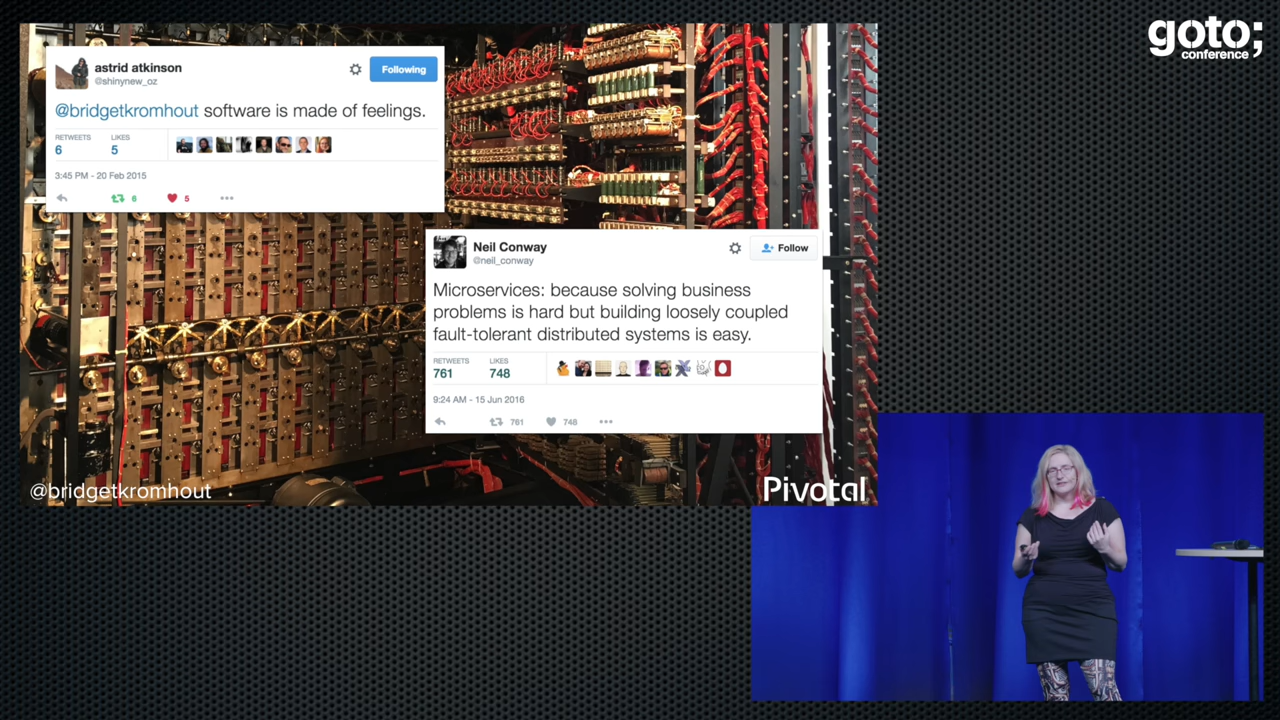 goto;
conference
astrid atkinson
@shinynew_oz
Following
@bridgetkromhout software is made of feelings.
RETWEETS
6
LIKES
5
3:45 PM - 20 Feb 2015
6
5
Neil Conway
@neil_conway
Follow
Microservices: because solving business
problems is hard but building loosely coupled
fault-tolerant distributed systems is easy.
RETWEETS
761
LIKES
748
9:24 AM - 15 Jun 2016
761
748
@bridgetkromhout
Pivotal